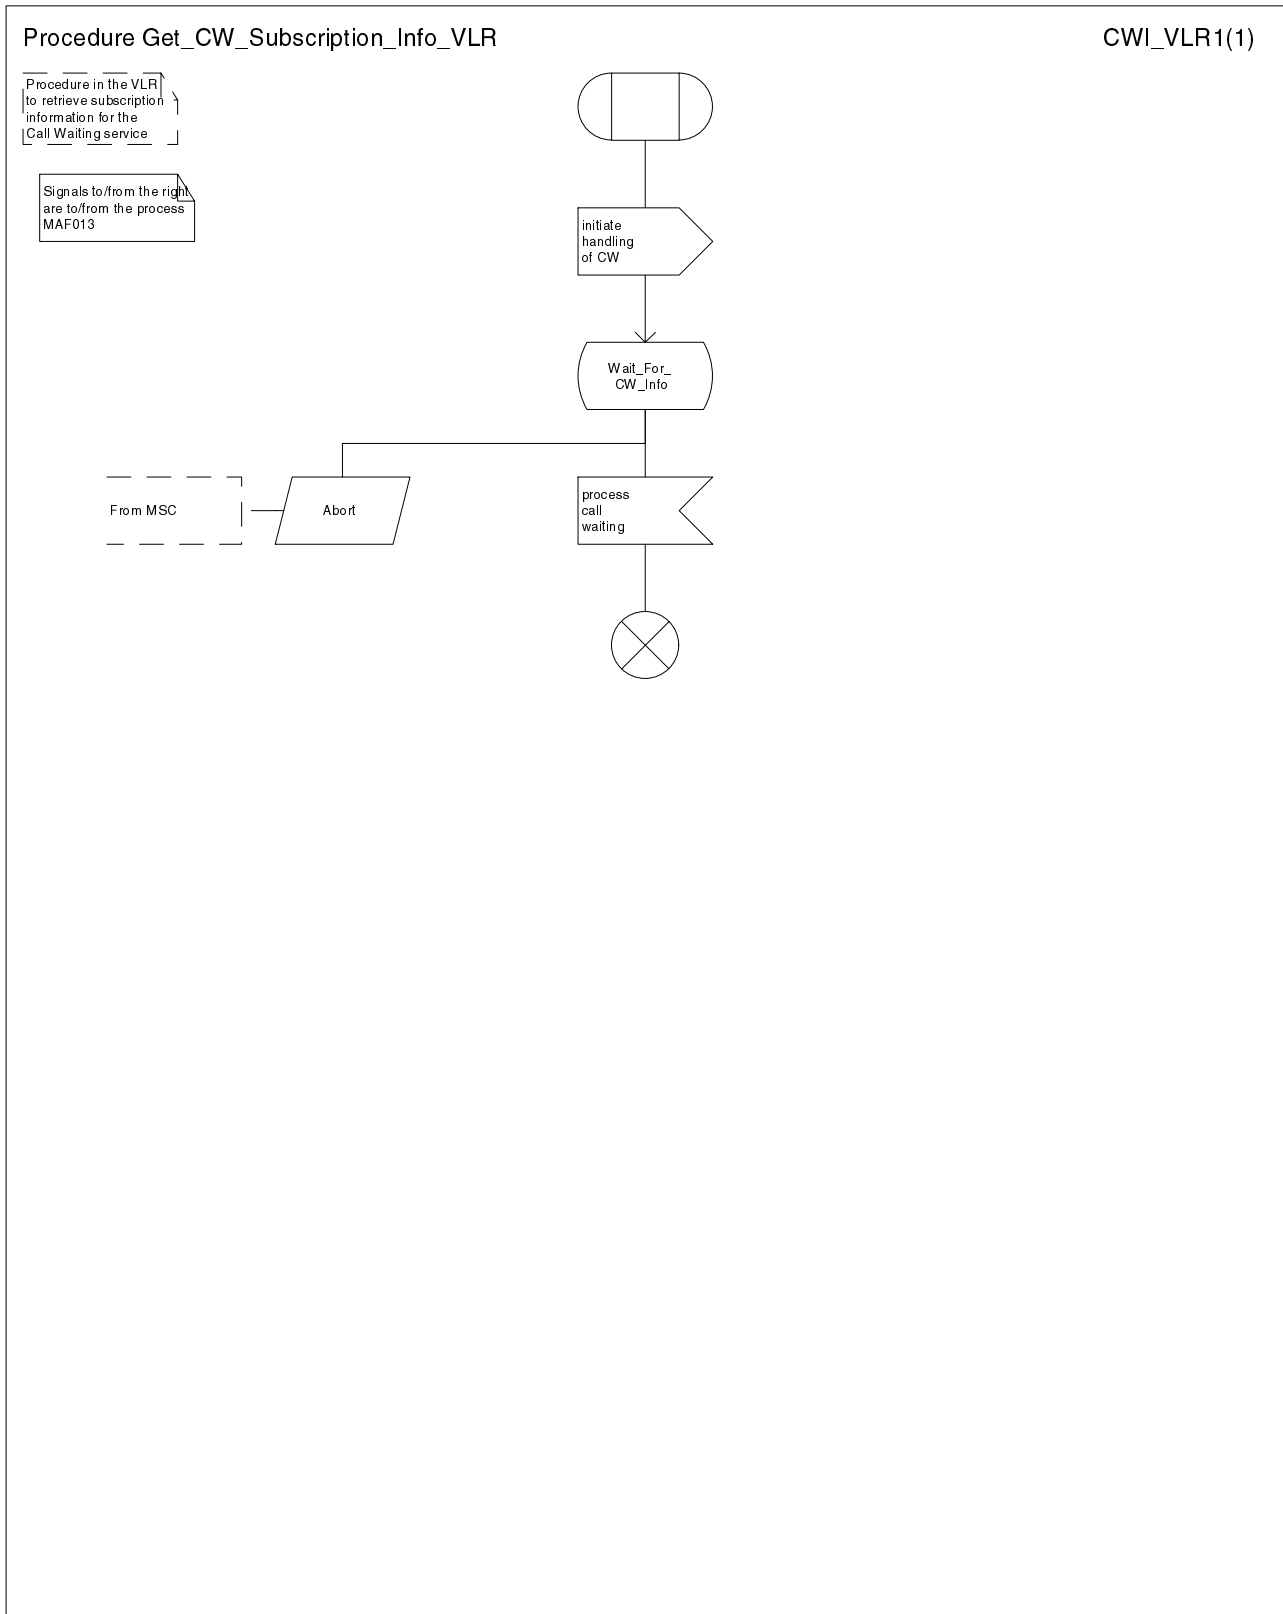 Procedure Get_CW_Subscription_Info_VLR
CWI_VLR1(1)
Procedure in the VLR
to retrieve subscription
information for the
Call Waiting service
Signals to/from the right
are to/from the process
MAF013
initiate
handling
of CW
Wait_For_
CW_Info
From MSC
Abort
process
call
waiting